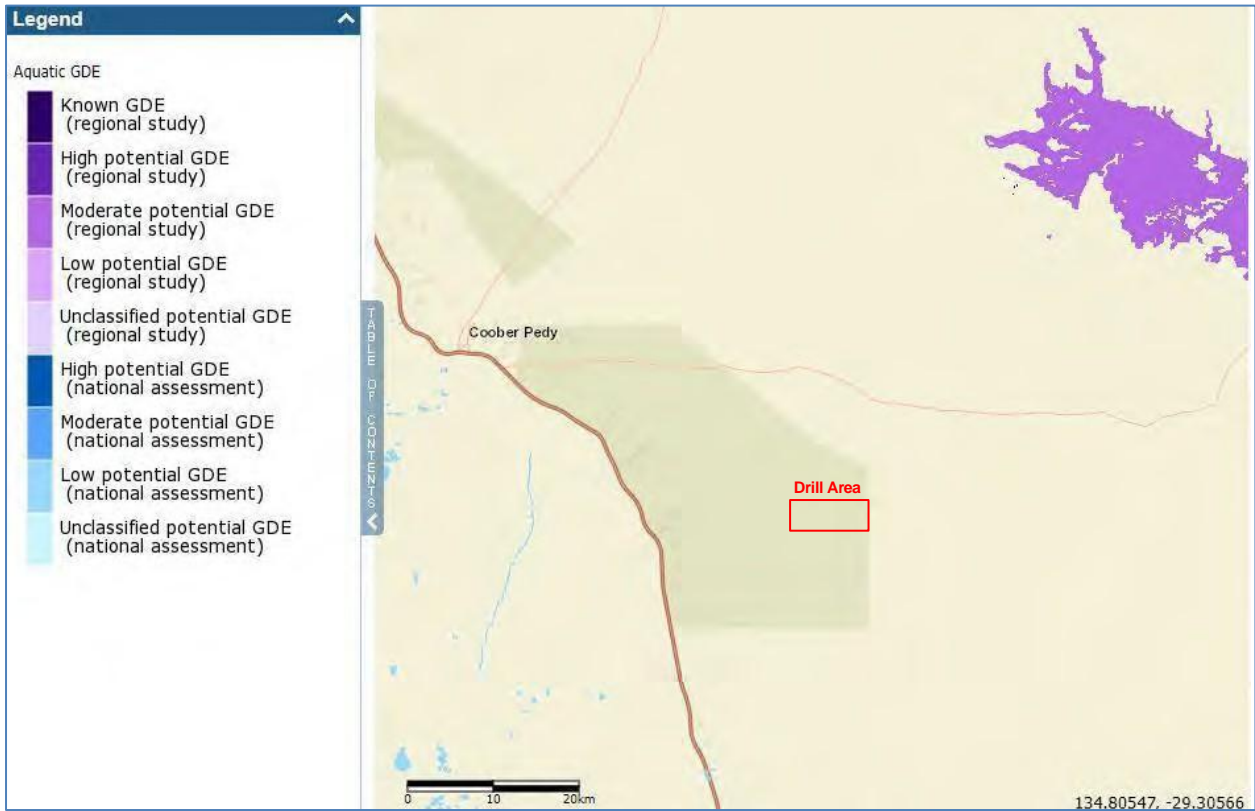 Legend
Aquatic GDE
Known GDE
(regional study)
High potential GDE
(regional study)
Moderate potential GDE
(regional study)
Low potential GDE
(regional study)
Unclassified potential GDE
(regional study)
High potential GDE
(national assessment)
Moderate potential GDE
(national assessment)
Low potential GDE
(national assessment)
Unclassified potential GDE
(national assessment)
TABLE OF CONTENTS
Coober Pedy
Drill Area
0 10 20km
134.80547, -29.30566